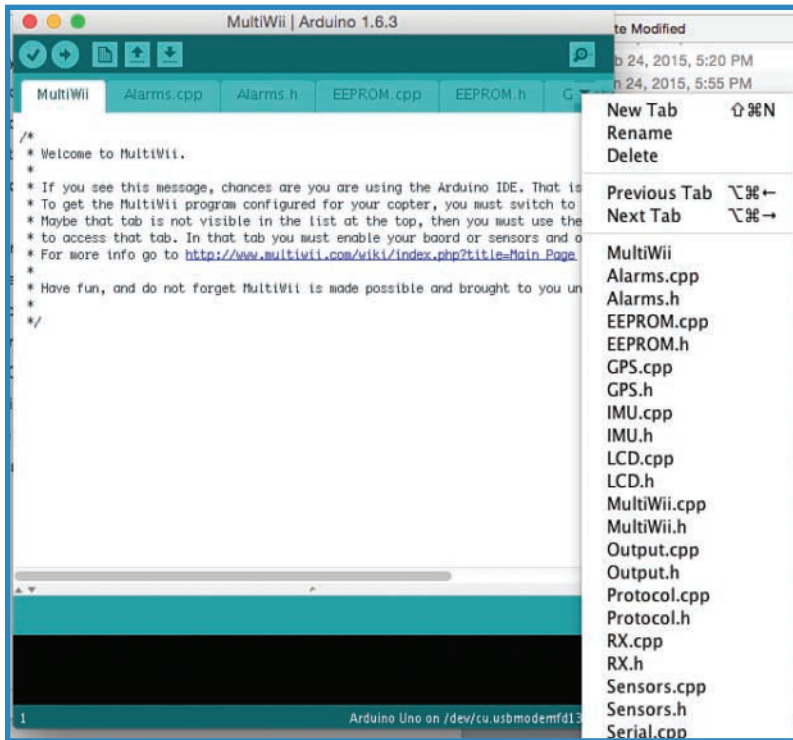 MultiWii | Arduino 1.6.3
te Modified
b 24, 2015, 5:20 PM
n 24, 2015, 5:55 PM
MultiWii Alarms.cpp Alarms.h EEPROM.cpp EEPROM.h G
/*
* Welcome to MultiWii.
*
* If you see this message, chances are you are using the Arduino IDE. That is
* To get the MultiWii program configured for your copter, you must switch to
* Maybe that tab is not visible in the list at the top, then you must use the
* to access that tab. In that tab you must enable your baord or sensors and o
* For more info go to http://www.multiwii.com/wiki/index.php?title=Main_Page
*
* Have fun, and do not forget MultiWii is made possible and brought to you un
*
*/
1
Arduino Uno on /dev/cu.usbmodemfd13
New Tab ⇧⌘N
Rename
Delete
Previous Tab ⌥⌘←
Next Tab ⌥⌘→
MultiWii
Alarms.cpp
Alarms.h
EEPROM.cpp
EEPROM.h
GPS.cpp
GPS.h
IMU.cpp
IMU.h
LCD.cpp
LCD.h
MultiWii.cpp
MultiWii.h
Output.cpp
Output.h
Protocol.cpp
Protocol.h
RX.cpp
RX.h
Sensors.cpp
Sensors.h
Serial.cpp